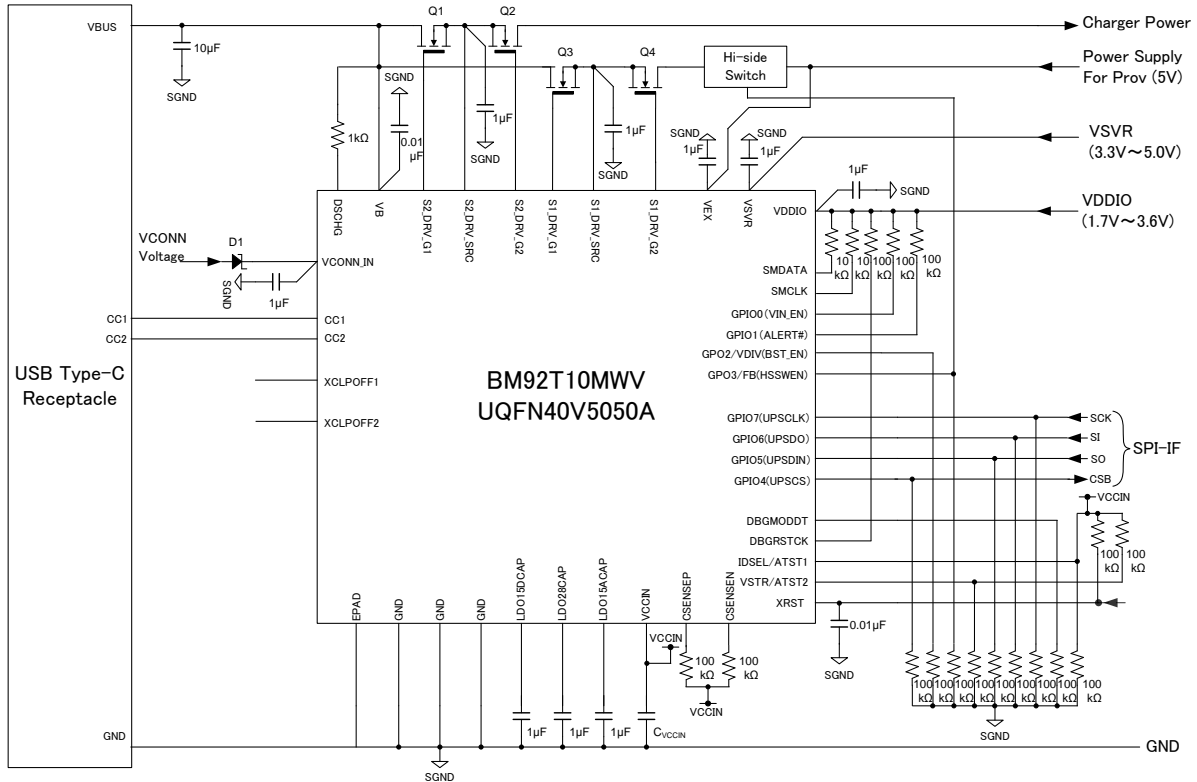 Q1
Q2
VBUS
Charger Power
10µF
Q3
Q4
Hi-side
Switch
Power Supply
For Prov (5V)
SGND
SGND
1µF
SGND
1kΩ
0.01
µF
1µF
SGND
SGND
1µF
SGND
1µF
VSVR
(3.3V～5.0V)
1µF
SGND
VDDIO
(1.7V～3.6V)
DSCHG
VB
S2_DRV_G1
S2_DRV_SRC
S2_DRV_G2
S1_DRV_G1
S1_DRV_SRC
S1_DRV_G2
VEX
VSVR
VDDIO
VCONN
Voltage
D1
VCONN_IN
SGND
1µF
10
kΩ
10
kΩ
100
kΩ
100
kΩ
100
kΩ
SMDATA
SMCLK
GPIO0(VIN_EN)
GPIO1(ALERT#)
GPO2/VDIV(BST_EN)
GPO3/FB(HSSWEN)
CC1
CC1
CC2
CC2
USB Type-C
Receptacle
XCLPOFF1
XCLPOFF2
BM92T10MWV
UQFN40V5050A
GPIO7(UPSCLK)
SCK
GPIO6(UPSDO)
SI
GPIO5(UPSDIN)
SO
GPIO4(UPSCS)
CSB
SPI-IF
VCCIN
DBGMODDT
DBGRSTCK
IDSEL/ATST1
VSTR/ATST2
XRST
100
kΩ
100
kΩ
0.01µF
SGND
EPAD
GND
GND
GND
LDO15DCAP
LDO28CAP
LDO15ACAP
VCCIN
CSENSEP
CSENSEN
VCCIN
100
kΩ
100
kΩ
VCCIN
100
kΩ
100
kΩ
100
kΩ
100
kΩ
100
kΩ
100
kΩ
100
kΩ
100
kΩ
100
kΩ
SGND
1µF
1µF
1µF
CVCCIN
GND
GND
SGND